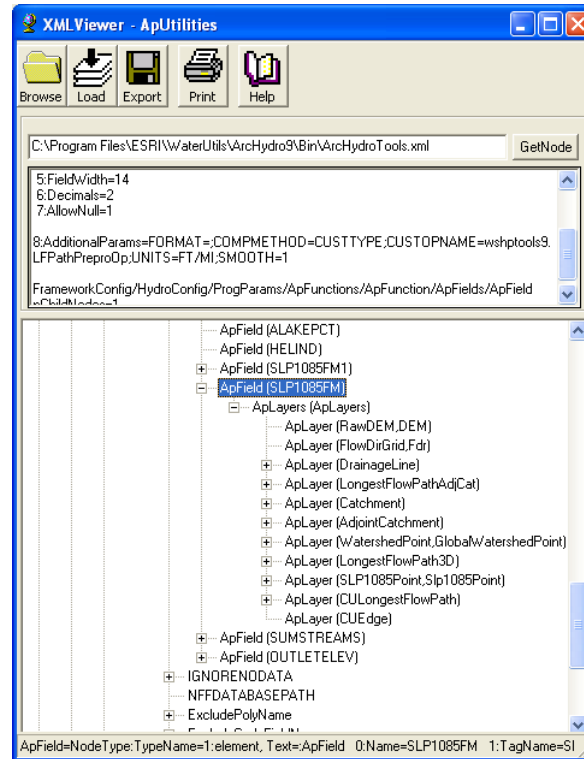 XMLViewer - ApUtilities
Browse Load Export Print Help
C:\Program Files\ESRI\WaterUtils\ArcHydro9\Bin\ArcHydroTools.xml GetNode
5:FieldWidth=14
6:Decimals=2
7:AllowNull=1
8:AdditionalParams=FORMAT=;COMPMETHOD=CUSTTYPE;CUSTOPNAME=wshptools9.
LFPathPreproOp;UNITS=FT/MI;SMOOTH=1
FrameworkConfig/HydroConfig/ProgParams/ApFunctions/ApFunction/ApFields/ApField
nChildNodes=1
ApField (ALAKEPCT)
ApField (HELIND)
ApField (SLP1085FM1)
ApField (SLP1085FM)
ApLayers (ApLayers)
ApLayer (RawDEM,DEM)
ApLayer (FlowDirGrid,Fdr)
ApLayer (DrainageLine)
ApLayer (LongestFlowPathAdjCat)
ApLayer (Catchment)
ApLayer (AdjointCatchment)
ApLayer (WatershedPoint,GlobalWatershedPoint)
ApLayer (LongestFlowPath3D)
ApLayer (SLP1085Point,Slp1085Point)
ApLayer (CULongestFlowPath)
ApLayer (CUEdge)
ApField (SUMSTREAMS)
ApField (OUTLETELEV)
IGNORENODATA
NFFDATABASEPATH
ExcludePolyName
ApField=NodeType:TypeName=1:element, Text=:ApField 0:Name=SLP1085FM 1:TagName=Sl